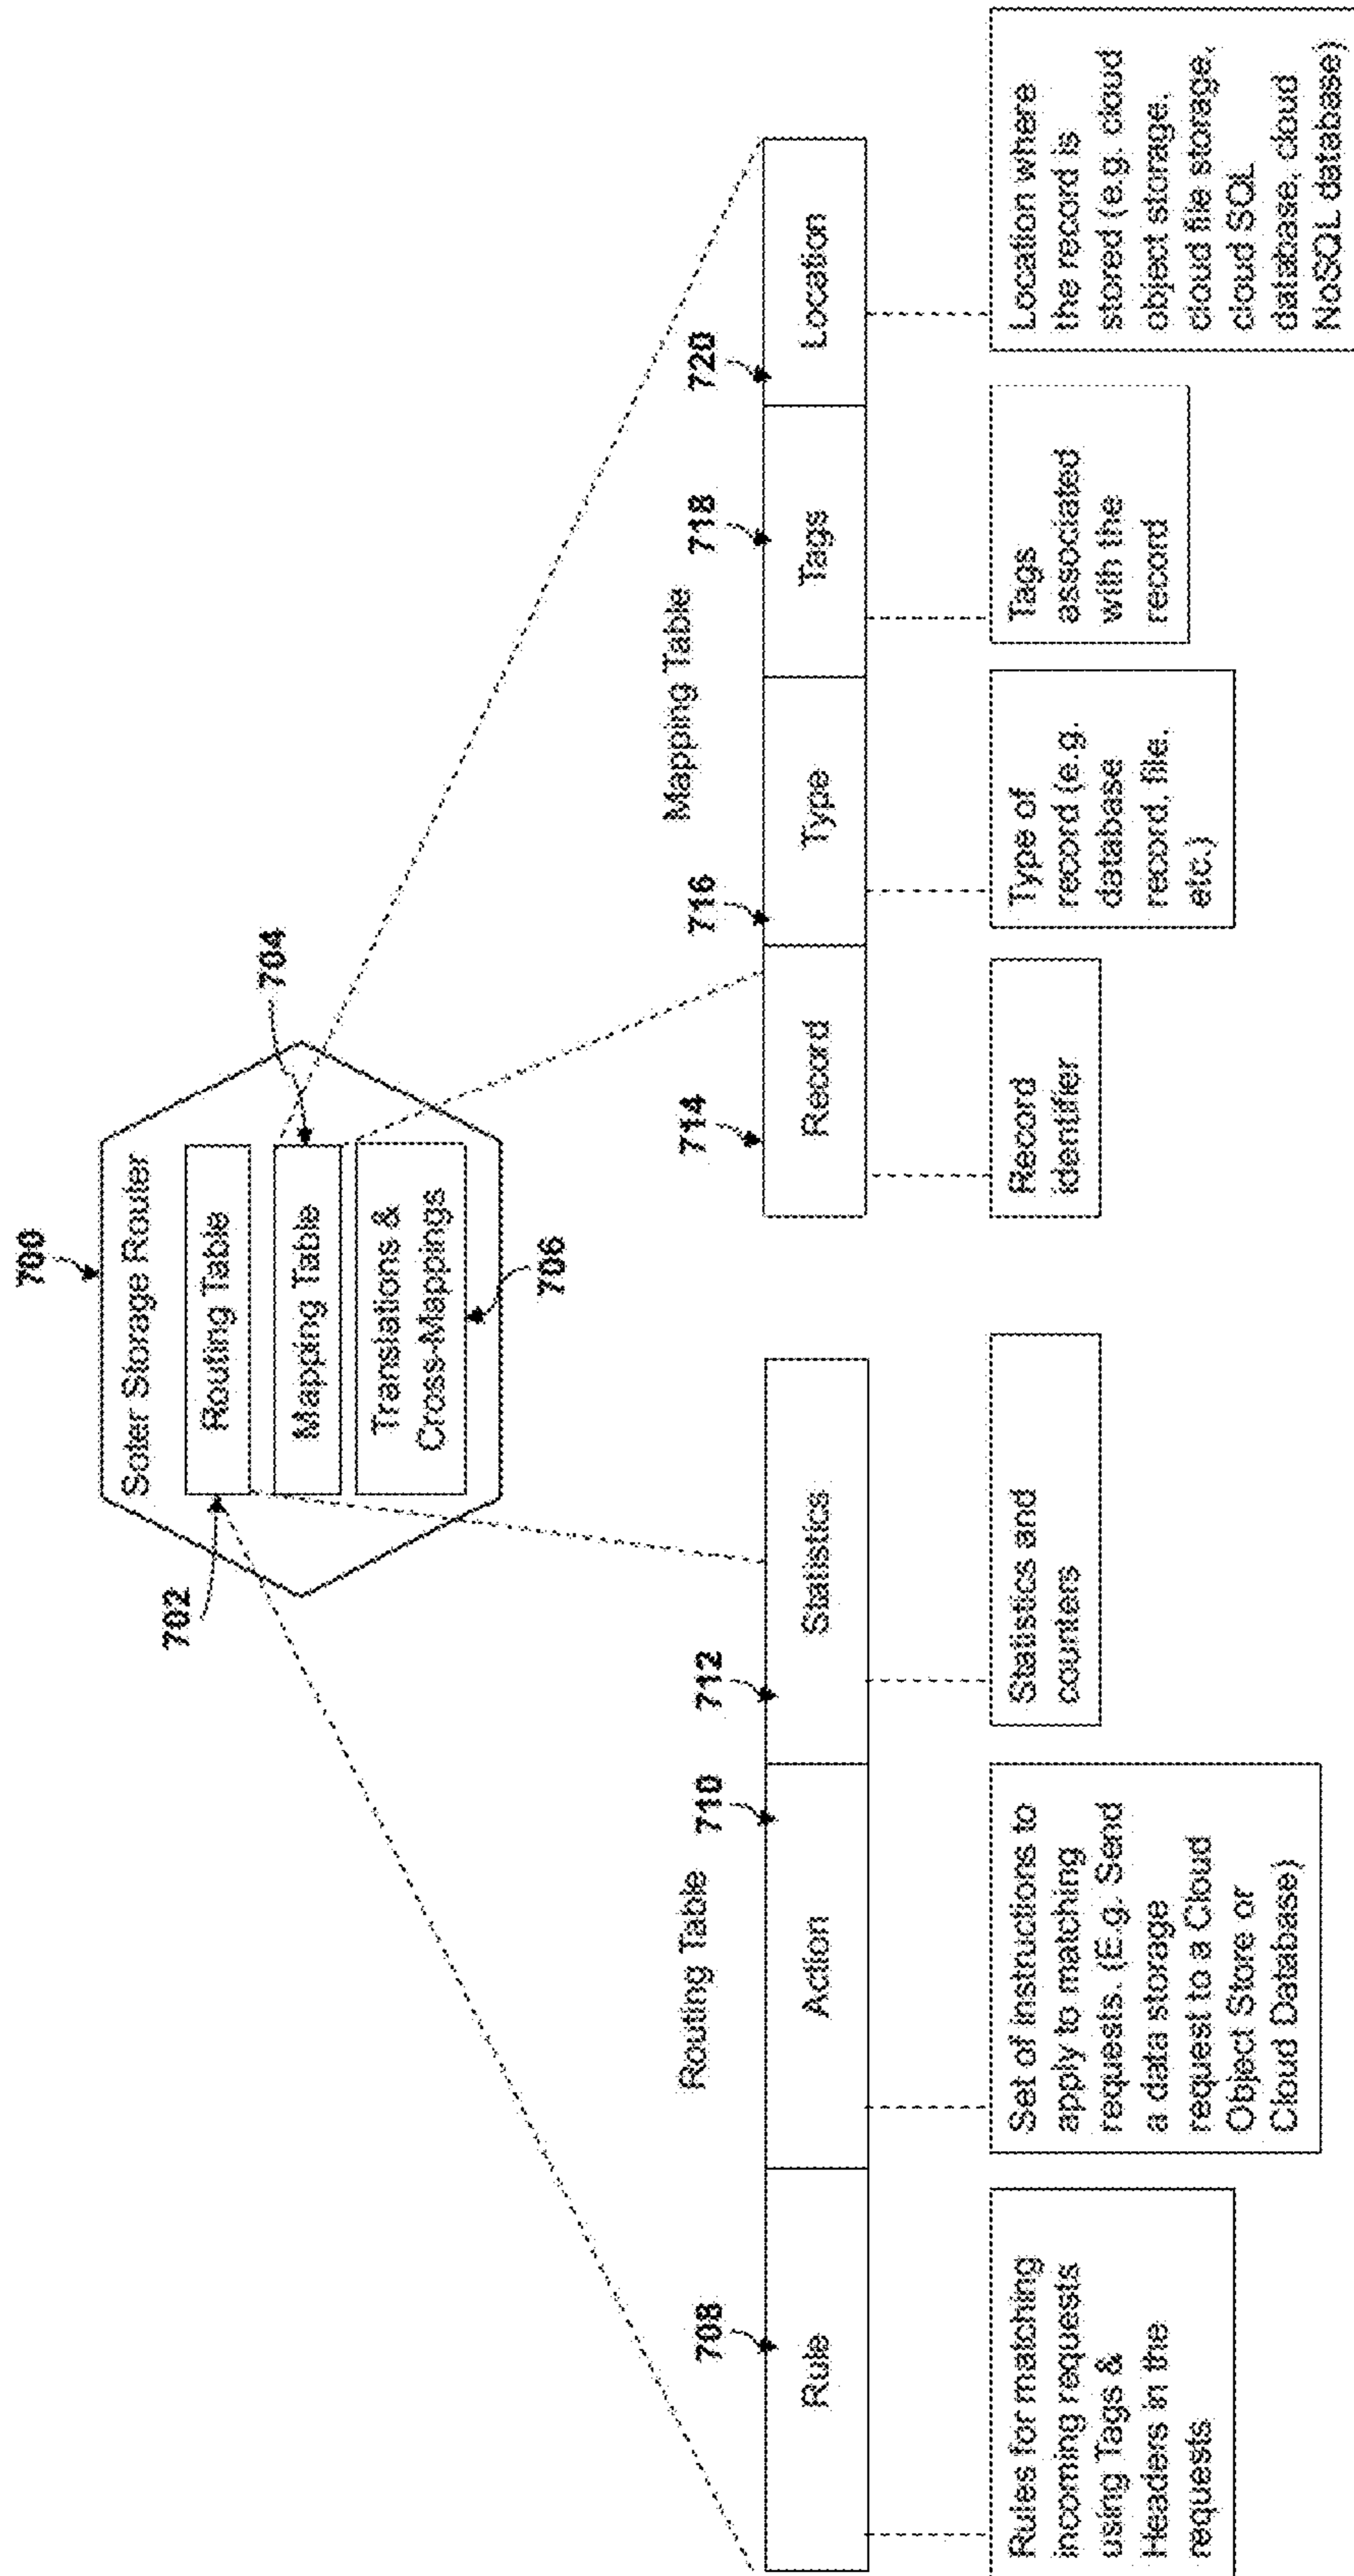 700
Soter Storage Router
702
Routing Table
704
Mapping Table
Translations &
Cross-Mappings
706
Routing Table
708
710
712
Rule
Action
Statistics
Rules for matching
incoming requests
using Tags &
Headers in the
requests
Set of instructions to
apply to matching
requests. (E.g. Send
a data storage
request to a Cloud
Object Store or
Cloud Database)
Statistics and
counters
Mapping Table
714
716
718
720
Record
Type
Tags
Location
Record
identifier
Type of
record (e.g.
database
record, file,
etc.)
Tags
associated
with the
record
Location where
the record is
stored (e.g. cloud
object storage,
cloud file storage,
cloud SQL
database, cloud
NoSQL database)